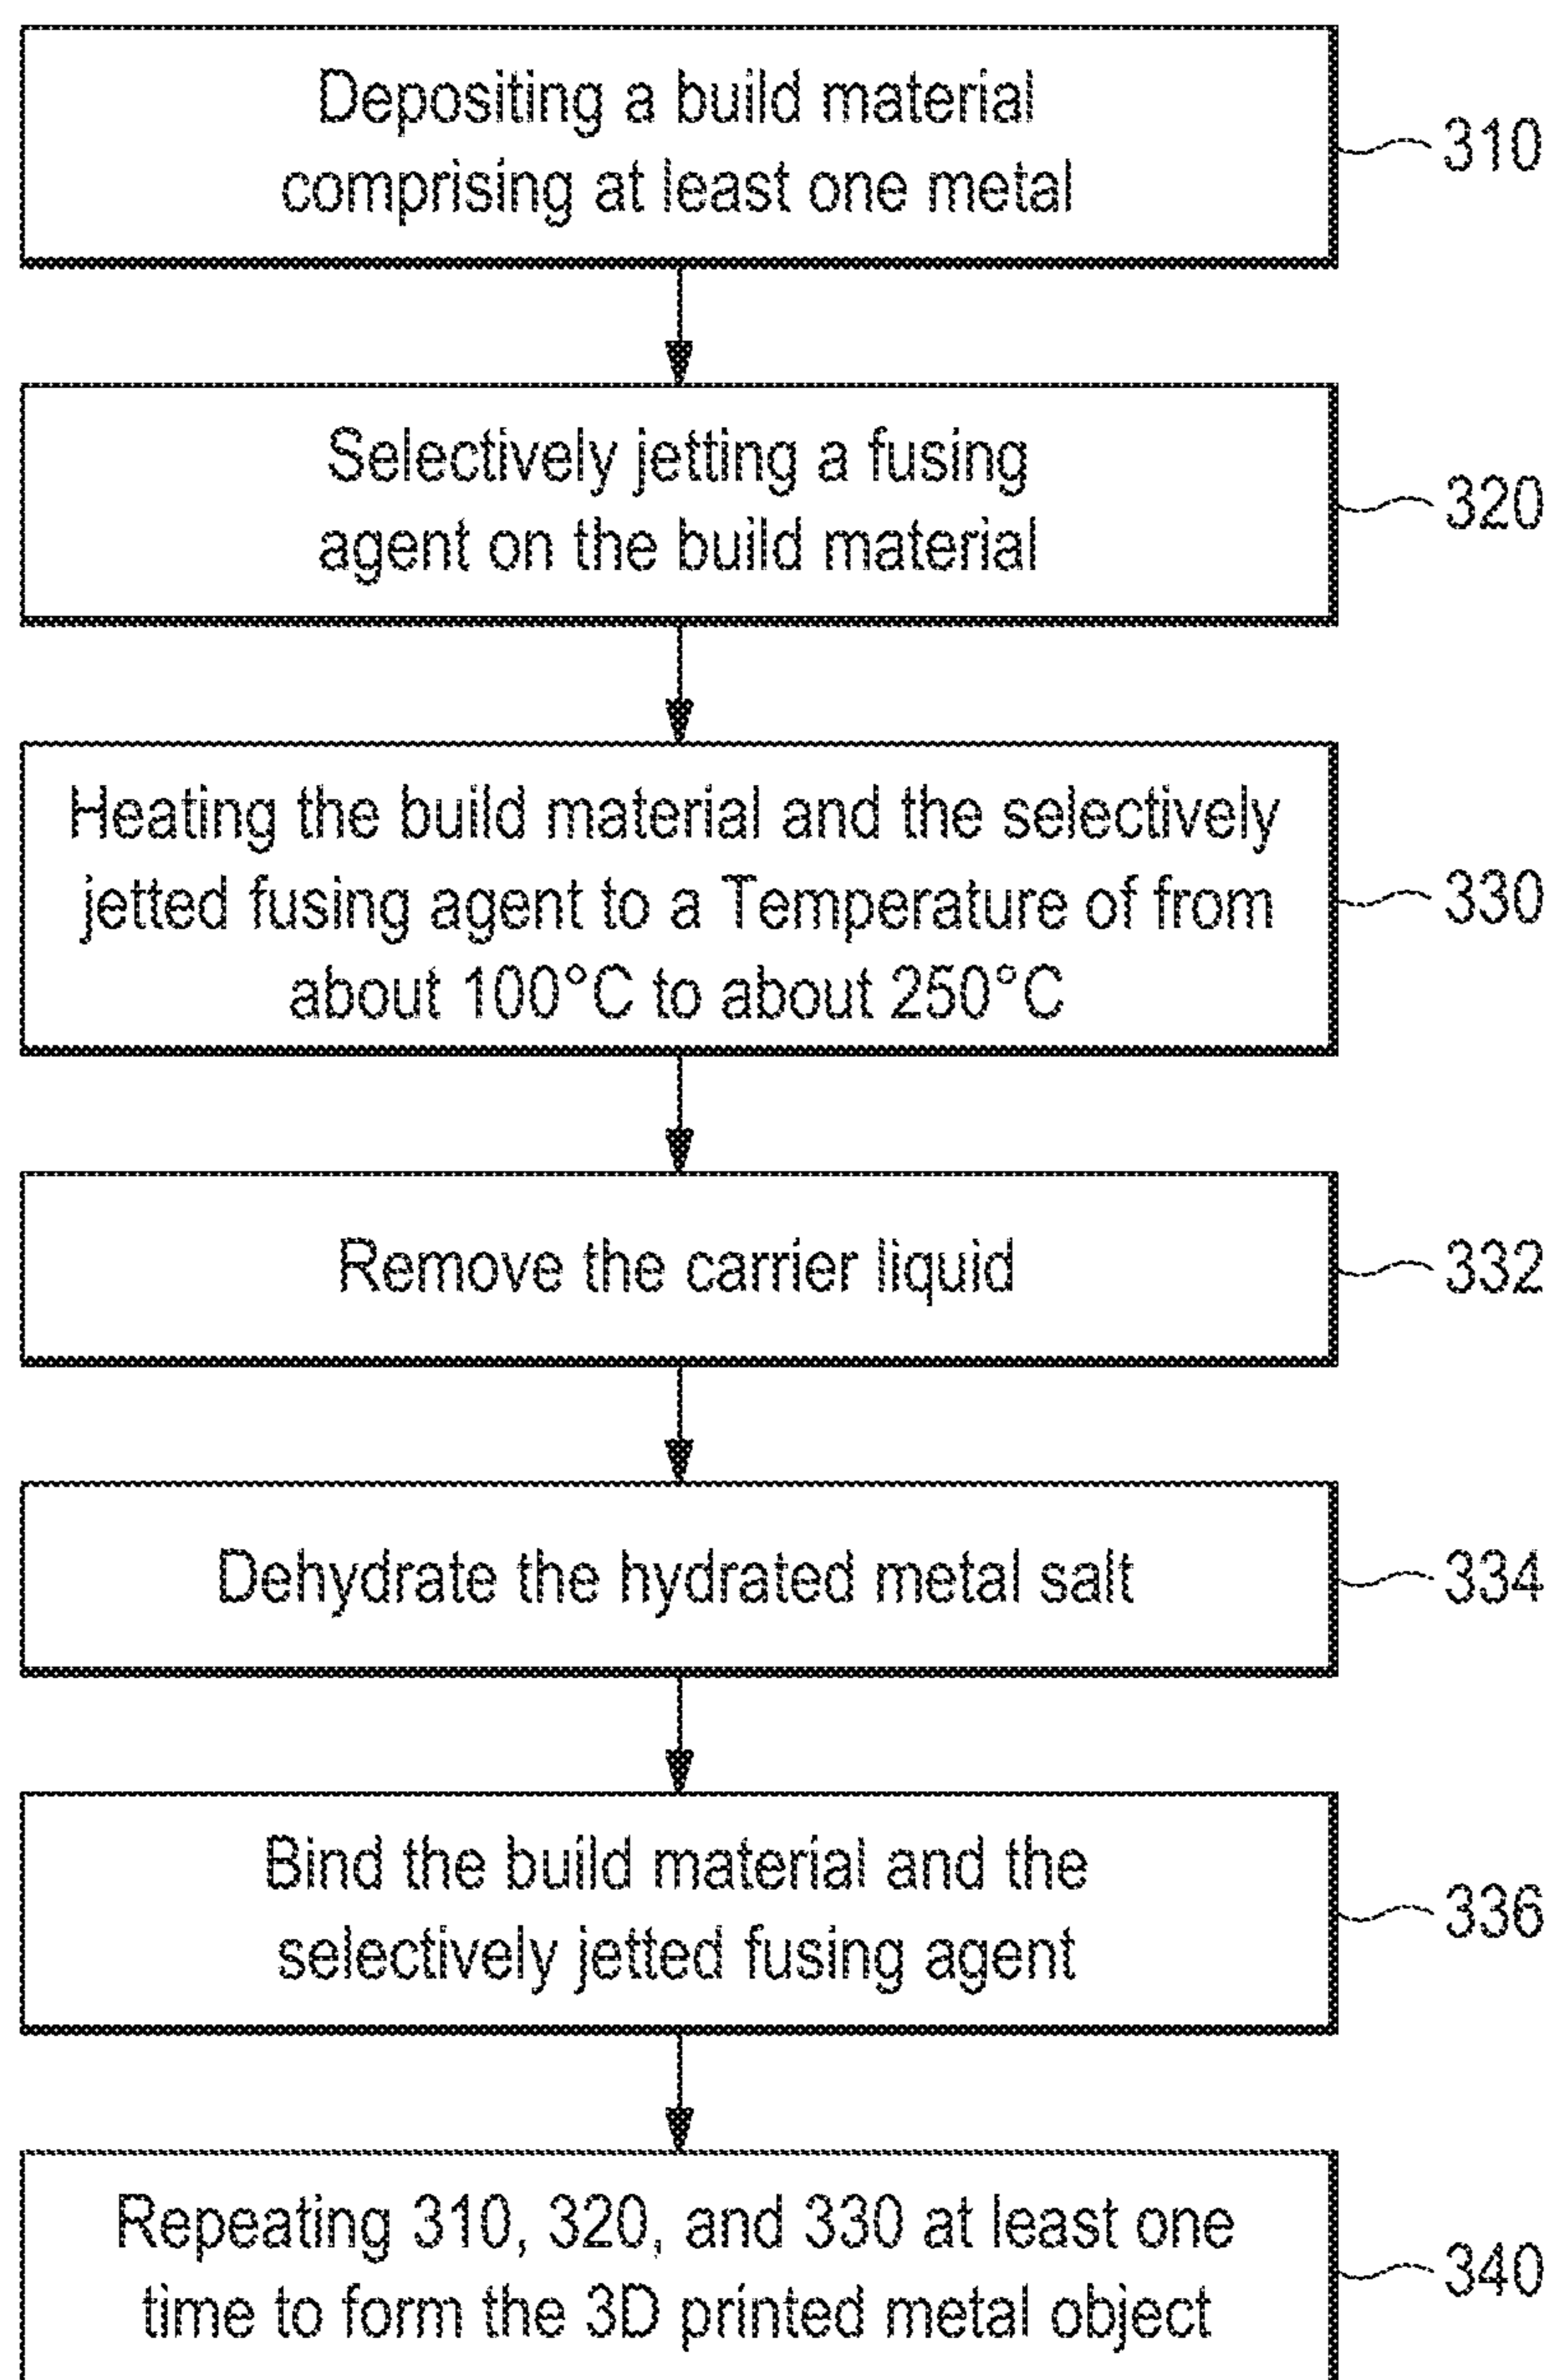 Depositing a build material
comprising at least one metal
310
Selectively jetting a fusing
agent on the build material
320
Heating the build material and the selectively
jetted fusing agent to a Temperature of from
about 100°C to about 250°C
330
Remove the carrier liquid
332
Dehydrate the hydrated metal salt
334
Bind the build material and the
selectively jetted fusing agent
336
Repeating 310, 320, and 330 at least one
time to form the 3D printed metal object
340